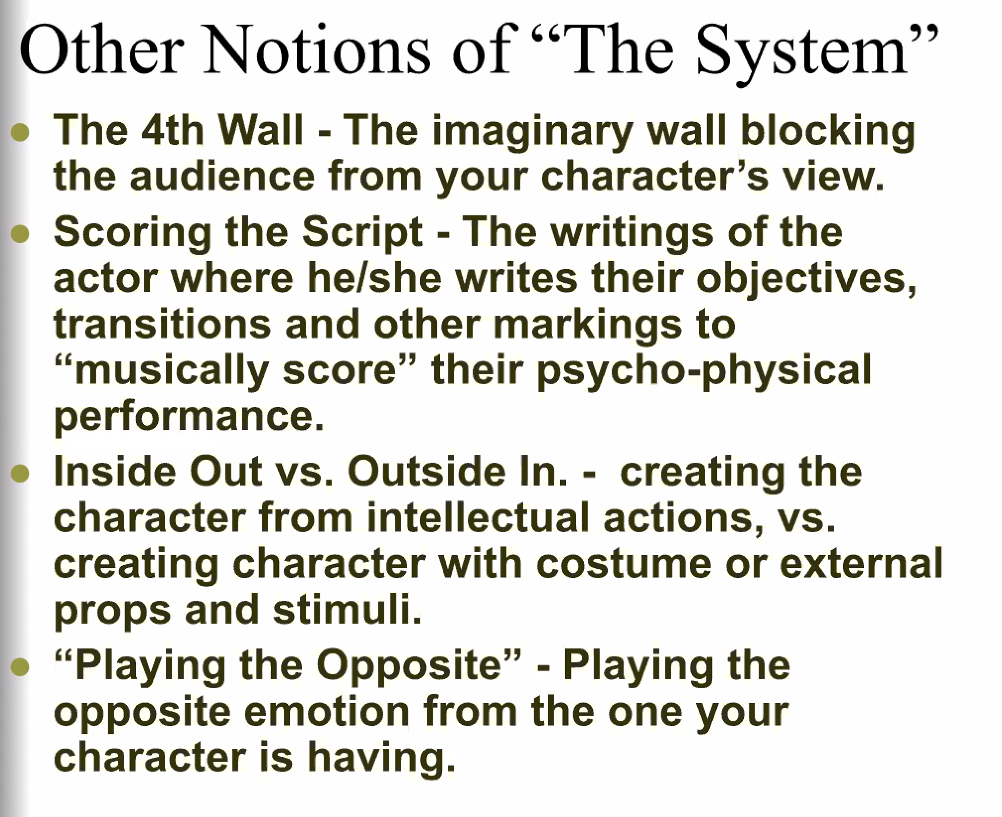 Other Notions of “The System”
The 4th Wall - The imaginary wall blocking
the audience from your character’s view.
Scoring the Script - The writings of the
actor where he/she writes their objectives,
transitions and other markings to
“musically score” their psycho-physical
performance.
Inside Out vs. Outside In. -  creating the
character from intellectual actions, vs.
creating character with costume or external
props and stimuli.
“Playing the Opposite” - Playing the
opposite emotion from the one your
character is having.